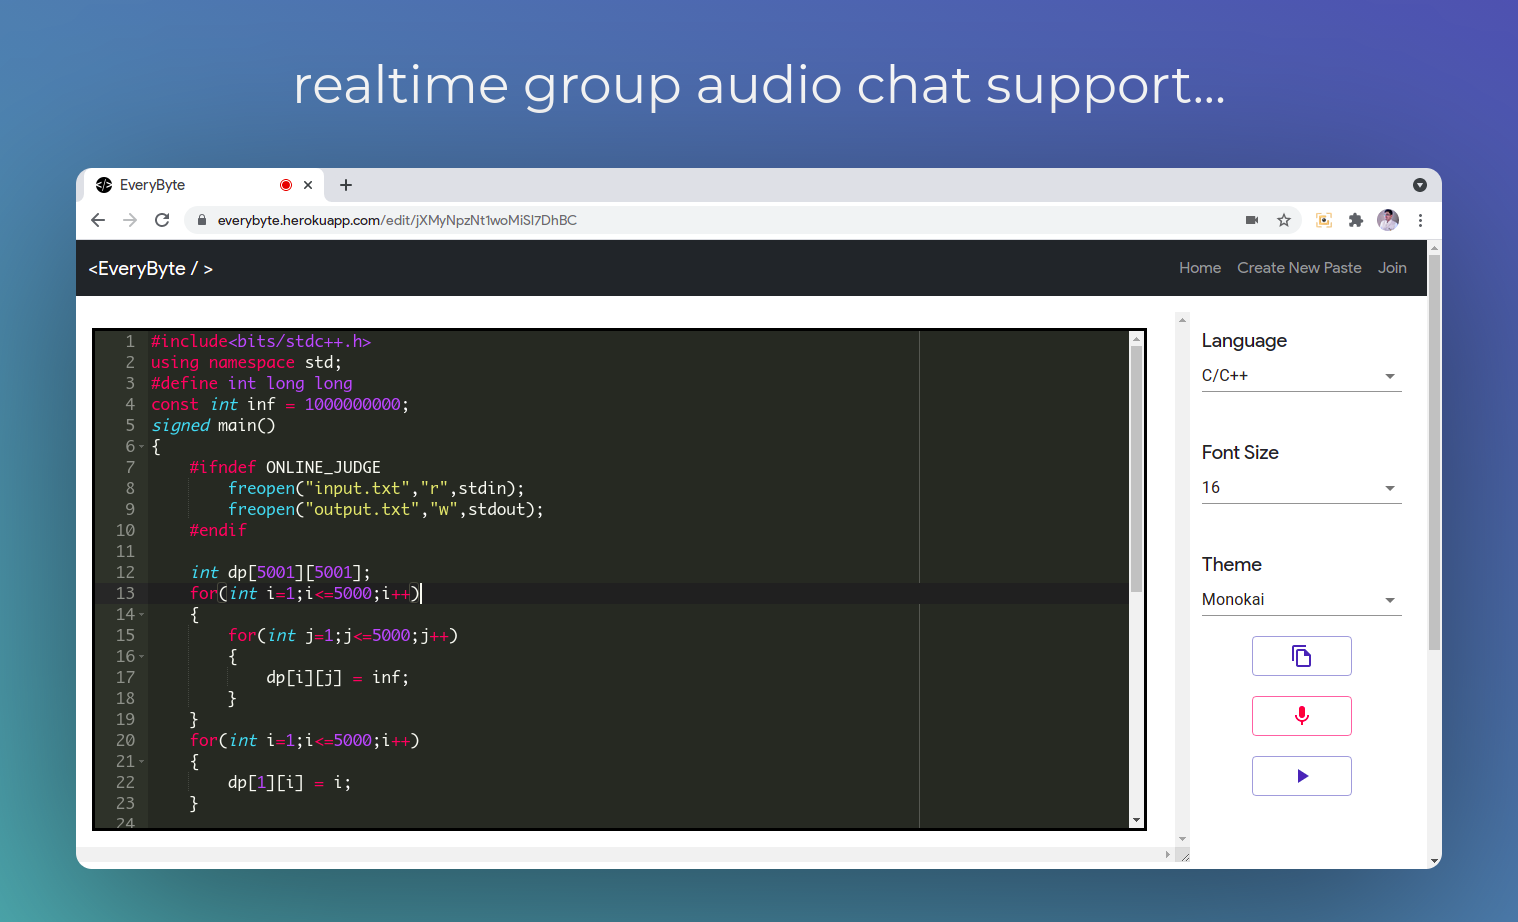 realtime group audio chat support...
EveryByte
everybyte.herokuapp.com/edit/jXMyNpzNt1woMiSI7DhBC
<EveryByte / >
Home Create New Paste Join
1 #include<bits/stdc++.h>
2 using namespace std;
3 #define int long long
4 const int inf = 1000000000;
5 signed main()
6 {
7 #ifndef ONLINE_JUDGE
8 freopen("input.txt","r",stdin);
9 freopen("output.txt","w",stdout);
10 #endif
11
12 int dp[5001][5001];
13 for(int i=1;i<=5000;i++)
14 {
15 for(int j=1;j<=5000;j++)
16 {
17 dp[i][j] = inf;
18 }
19 }
20 for(int i=1;i<=5000;i++)
21 {
22 dp[1][i] = i;
23 }
24
Language
C/C++
Font Size
16
Theme
Monokai